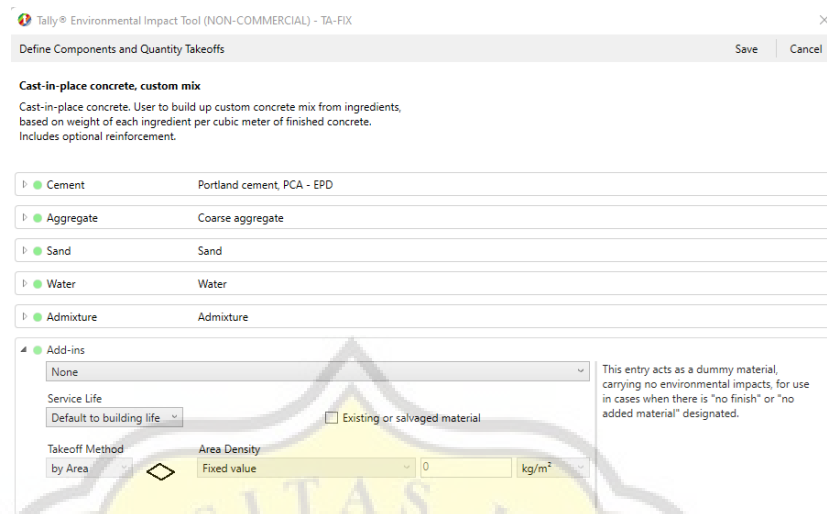 Tally® Environmental Impact Tool (NON-COMMERCIAL) - TA-FIX
Define Components and Quantity Takeoffs Save Cancel
Cast-in-place concrete, custom mix
Cast-in-place concrete. User to build up custom concrete mix from ingredients,
based on weight of each ingredient per cubic meter of finished concrete.
Includes optional reinforcement.
Cement Portland cement, PCA - EPD
Aggregate Coarse aggregate
Sand Sand
Water Water
Admixture Admixture
Add-ins
None
This entry acts as a dummy material,
carrying no environmental impacts, for use
in cases when there is "no finish" or "no
added material" designated.
Service Life
Default to building life Existing or salvaged material
Takeoff Method Area Density
by Area Fixed value 0 kg/m²
ITAS